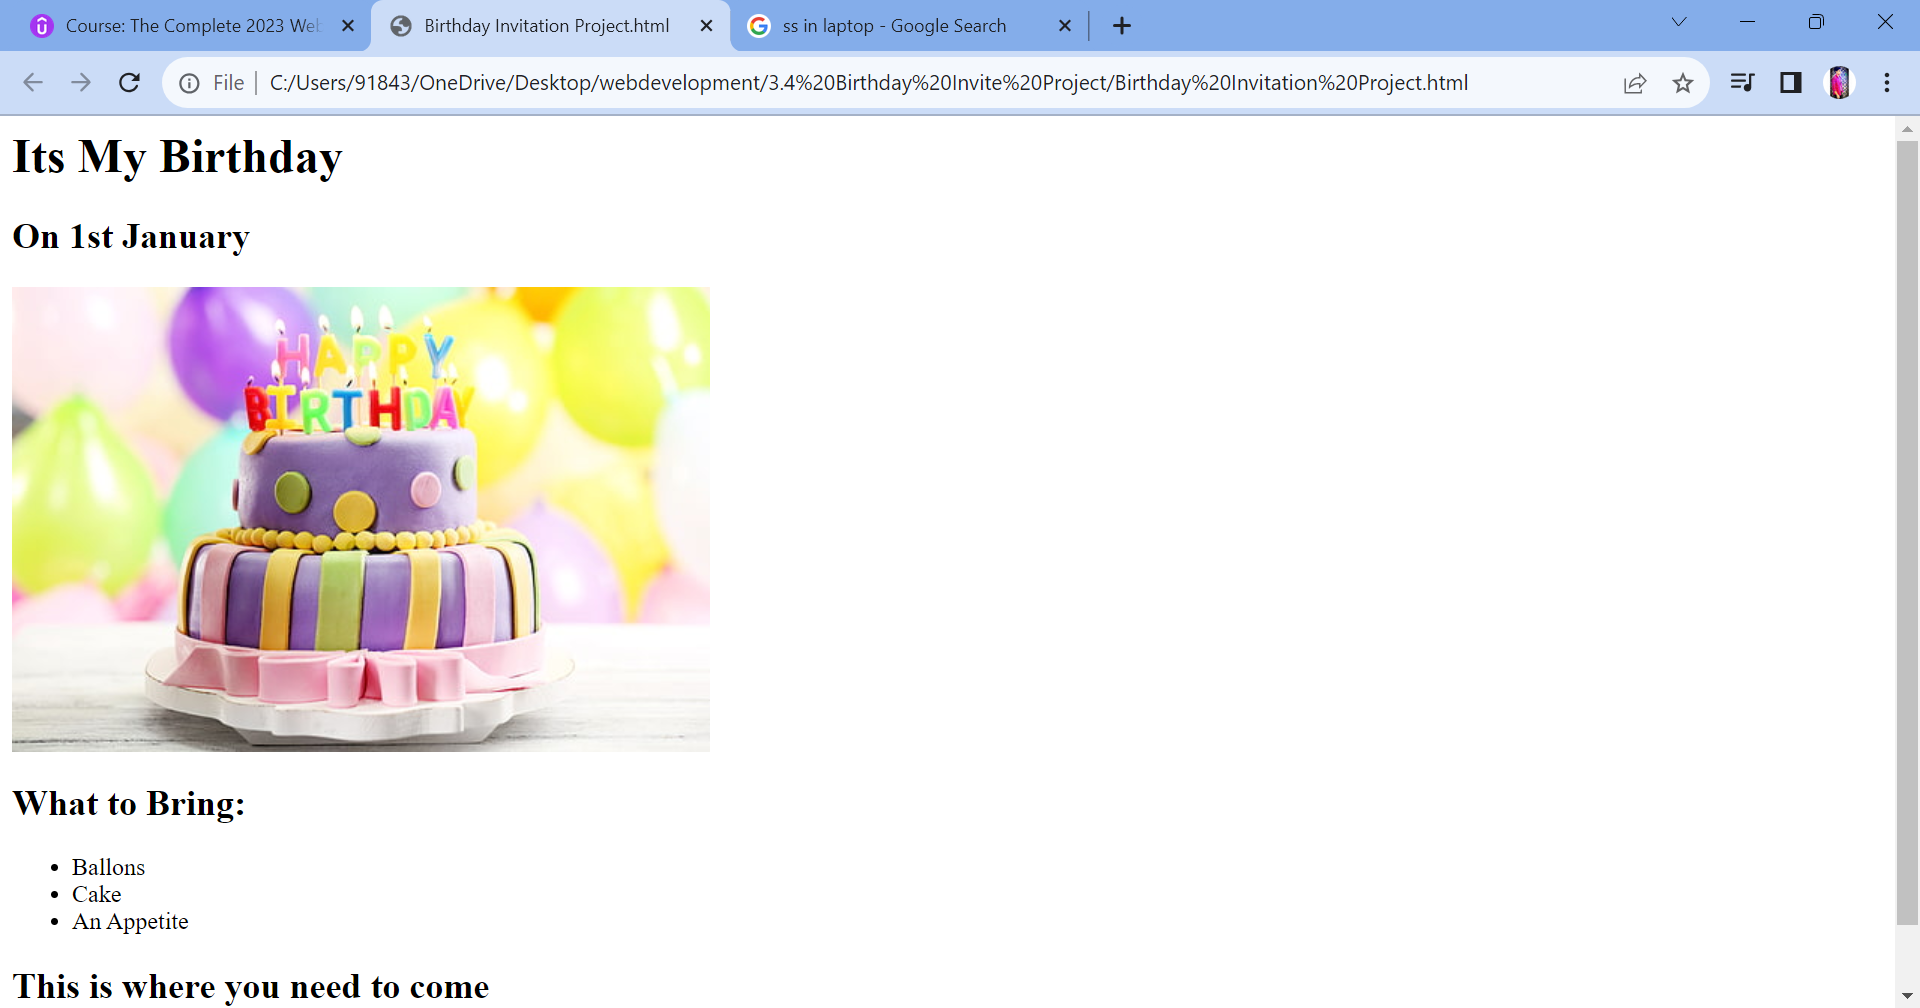 Course: The Complete 2023 Web
Birthday Invitation Project.html
ss in laptop - Google Search
File
C:/Users/91843/OneDrive/Desktop/webdevelopment/3.4%20Birthday%20Invite%20Project/Birthday%20Invitation%20Project.html
Its My Birthday
On 1st January
HAPPY
BIRTHDAY
What to Bring:
• Ballons
• Cake
• An Appetite
This is where you need to come